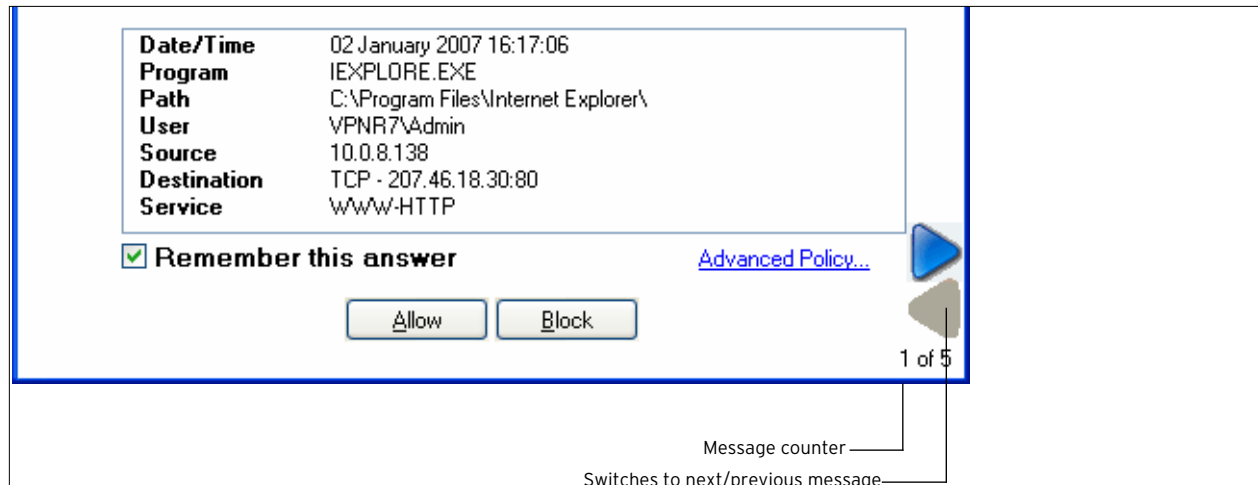 Date/Time 02 January 2007 16:17:06
Program IEXPLORE.EXE
Path C:\Program Files\Internet Explorer\
User VPNR7\Admin
Source 10.0.8.138
Destination TCP - 207.46.18.30:80
Service WWW-HTTP
Remember this answer Advanced Policy...
Allow Block
1 of 5
Message counter
Switches to next/previous message